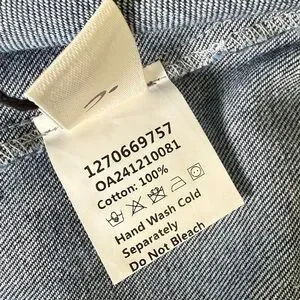 1270669757
OA241210081
Cotton: 100%
Hand Wash Cold
Separately
Do Not Bleach